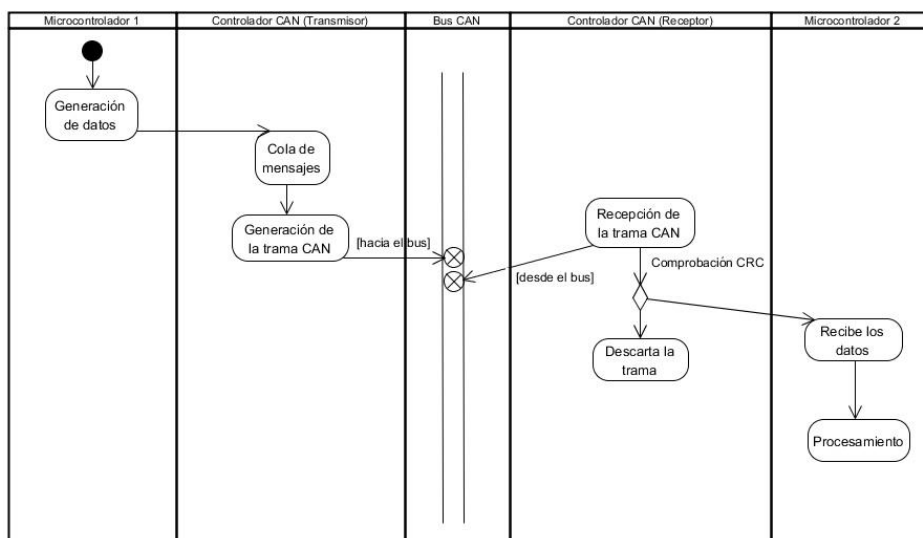 Microcontrolador 1
Controlador CAN (Transmisor)
Bus CAN
Controlador CAN (Receptor)
Microcontrolador 2
Generación
de datos
Cola de
mensajes
Generación de
la trama CAN
[hacia el bus]
Recepción de
la trama CAN
[desde el bus]
Comprobación CRC
Descarta la
trama
Recibe los
datos
Procesamiento